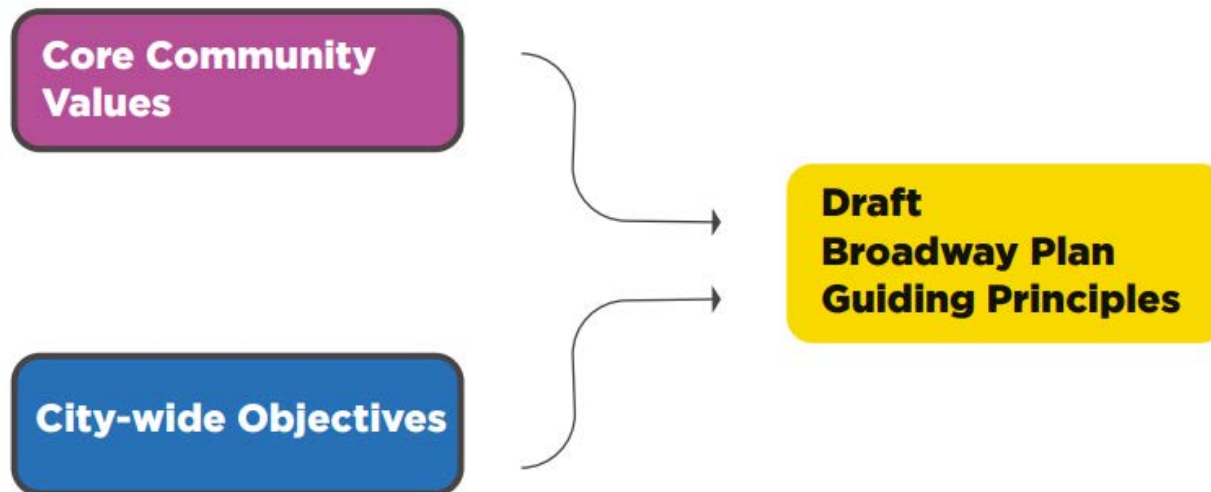 Core Community
Values
Draft
Broadway Plan
Guiding Principles
City-wide Objectives